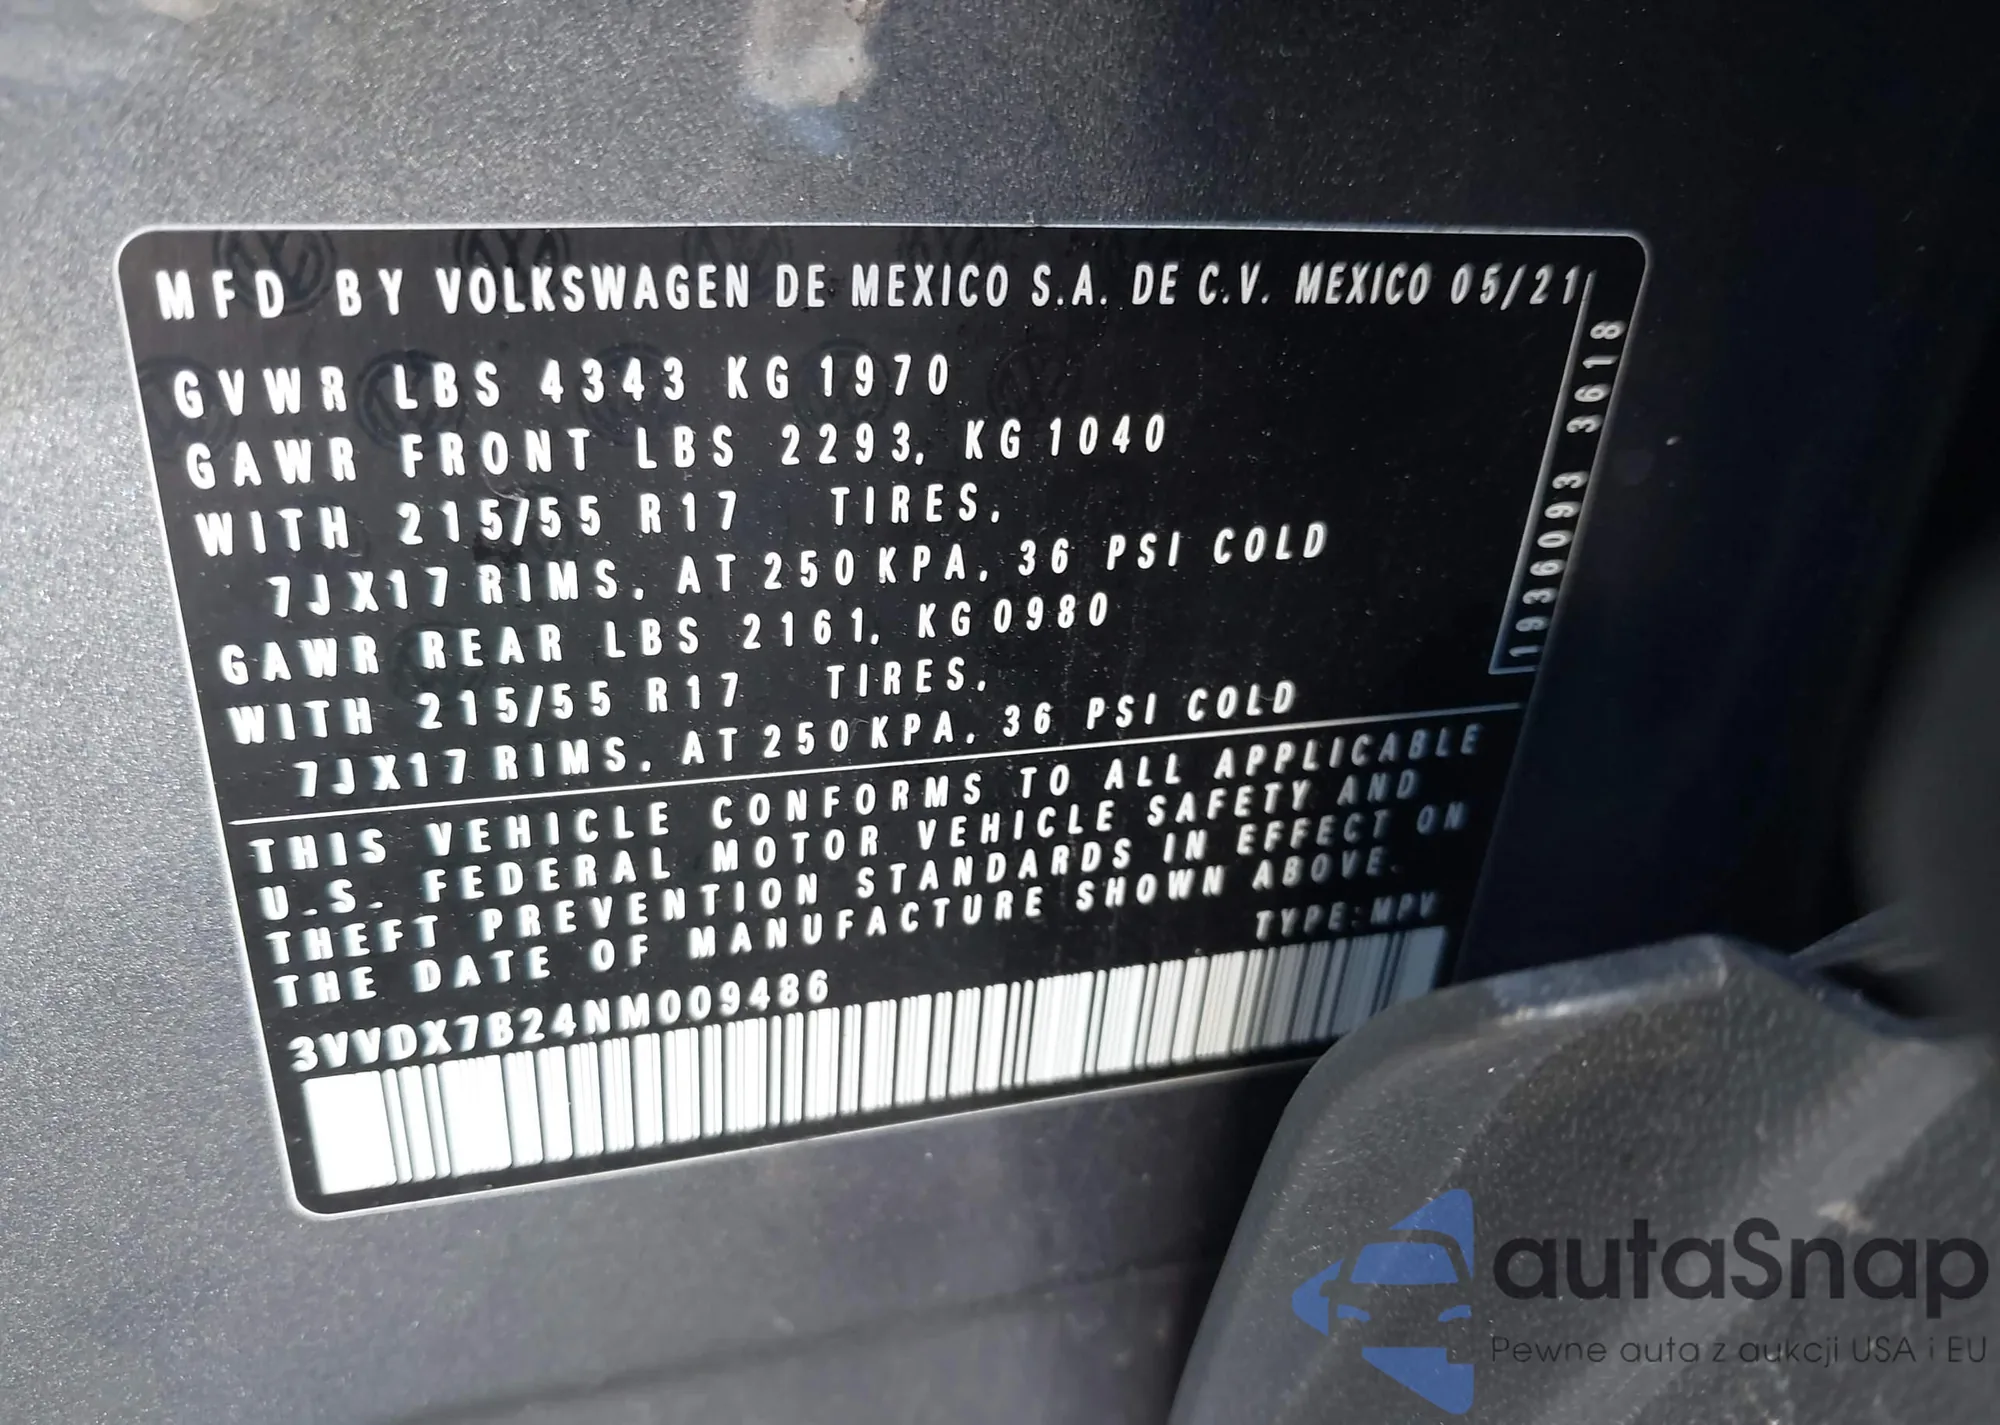 MFD BY VOLKSWAGEN DE MEXICO S.A. DE C.V. MEXICO 05/21
GVWR LBS 4343 KG 1970
GAWR FRONT LBS 2293, KG 1040
WITH 215/55 R17 TIRES,
7JX17 RIMS, AT 250 KPA, 36 PSI COLD
GAWR REAR LBS 2161, KG 0980
WITH 215/55 R17 TIRES,
7JX17 RIMS, AT 250 KPA, 36 PSI COLD
1936093 3618
THIS VEHICLE CONFORMS TO ALL APPLICABLE
U.S. FEDERAL MOTOR VEHICLE SAFETY AND
THEFT PREVENTION STANDARDS IN EFFECT ON
THE DATE OF MANUFACTURE SHOWN ABOVE.
TYPE: MPV
3VVDX7B24NM009486
autaSnap
Pewne auta z aukcji USA i EU